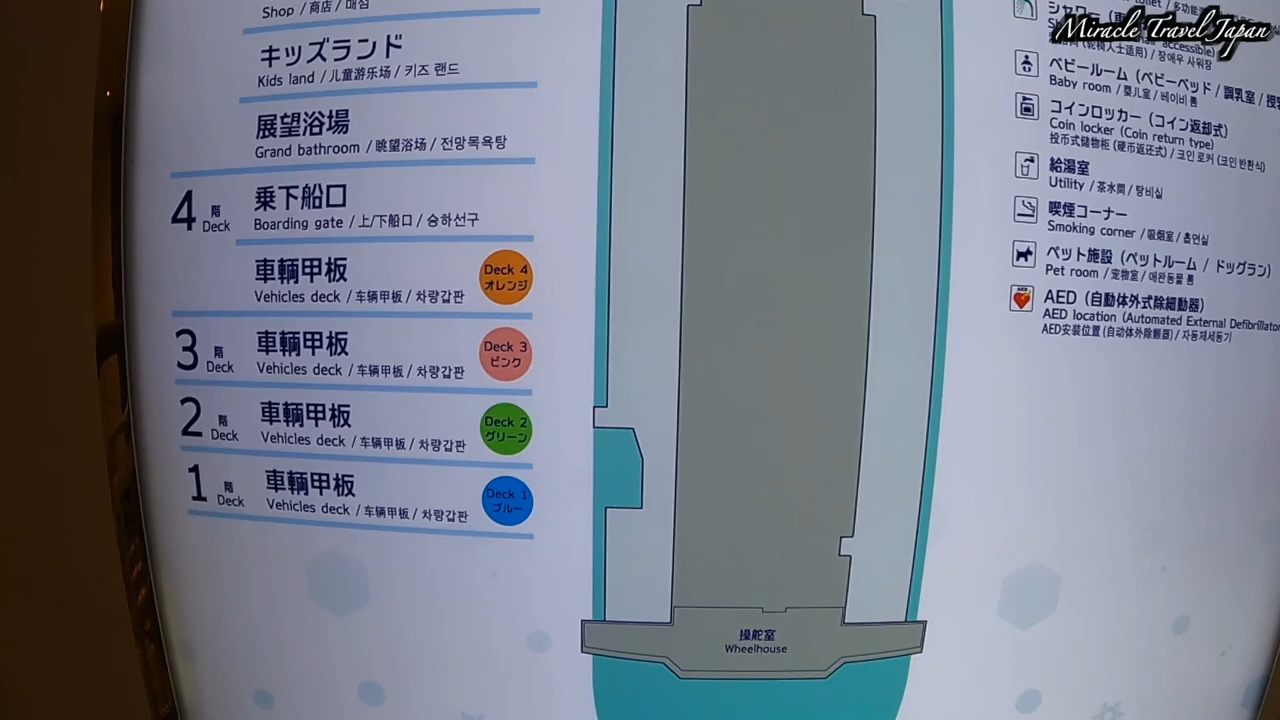 Shop / 商店 / 매점
キッズランド
Kids land / 儿童游乐场 / 키즈 랜드
展望浴場
Grand bathroom / 眺望浴场 / 전망목욕탕
4 階 Deck
乗下船口
Boarding gate / 上/下船口 / 승하선구
車輌甲板
Vehicles deck / 车辆甲板 / 차량갑판
Deck 4
オレンジ
3 階 Deck
車輌甲板
Vehicles deck / 车辆甲板 / 차량갑판
Deck 3
ピンク
2 階 Deck
車輌甲板
Vehicles deck / 车辆甲板 / 차량갑판
Deck 2
グリーン
1 階 Deck
車輌甲板
Vehicles deck / 车辆甲板 / 차량갑판
Deck 1
ブルー
操舵室
Wheelhouse
Miracle Travel Japan
シャワー
ベビールーム (ベビーベッド / 調乳室 /
Baby room / 婴儿室 / 베이비 룸
コインロッカー (コイン返却式)
Coin locker (Coin return type)
投币式储物柜 (硬币返还式) / 코인 로커 (코인 반환식)
給湯室
Utility / 茶水間 / 탕비실
喫煙コーナー
Smoking corner / 吸烟室 / 흡연실
ペット施設 (ペットルーム / ドッグラン)
Pet room / 宠物室 / 애완동물 룸
AED (自動体外式除細動器)
AED location (Automated External Defibrillator
AED安装位置 (自动体外除颤器) / 자동제세동기